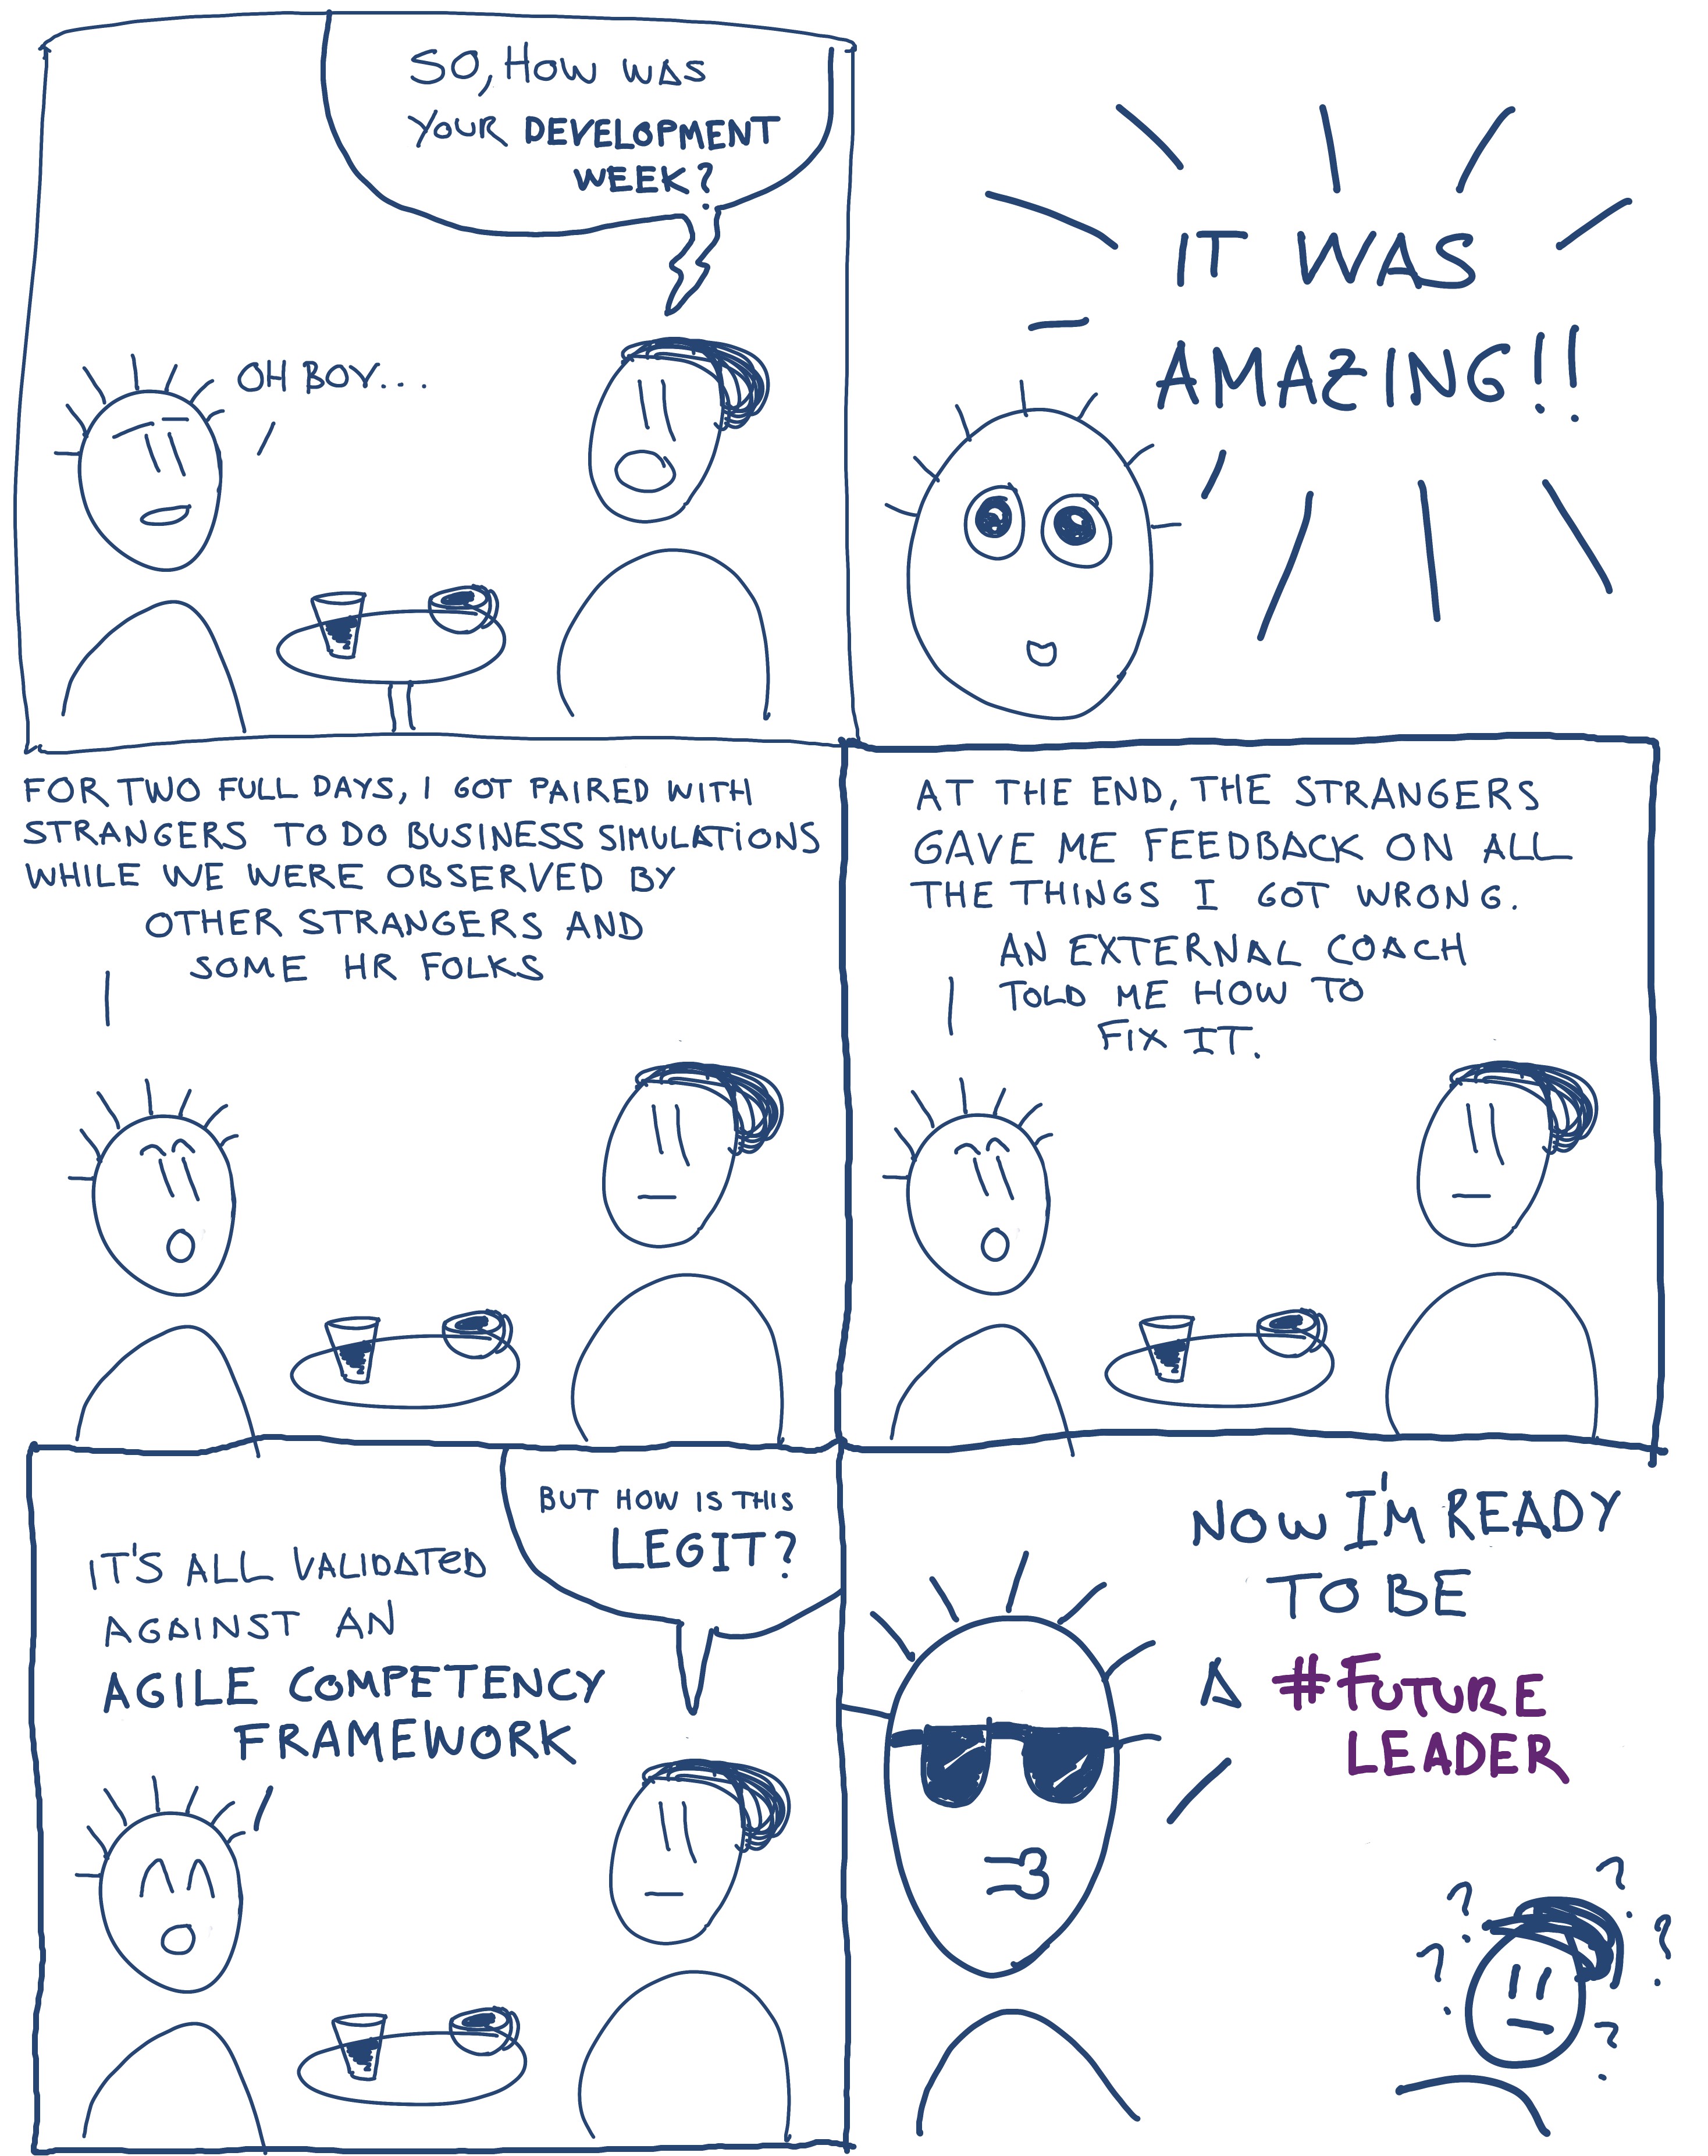 SO, HOW WAS
YOUR DEVELOPMENT
WEEK?
OH BOY...
IT WAS
AMAZING!!
FOR TWO FULL DAYS, I GOT PAIRED WITH
STRANGERS TO DO BUSINESS SIMULATIONS
WHILE WE WERE OBSERVED BY
OTHER STRANGERS AND
SOME HR FOLKS
AT THE END, THE STRANGERS
GAVE ME FEEDBACK ON ALL
THE THINGS I GOT WRONG.
AN EXTERNAL COACH
TOLD ME HOW TO
FIX IT.
BUT HOW IS THIS
LEGIT?
IT'S ALL VALIDATED
AGAINST AN
AGILE COMPETENCY
FRAMEWORK
NOW I'M READY
TO BE
A #FUTURE
LEADER
? ? ? ? ?